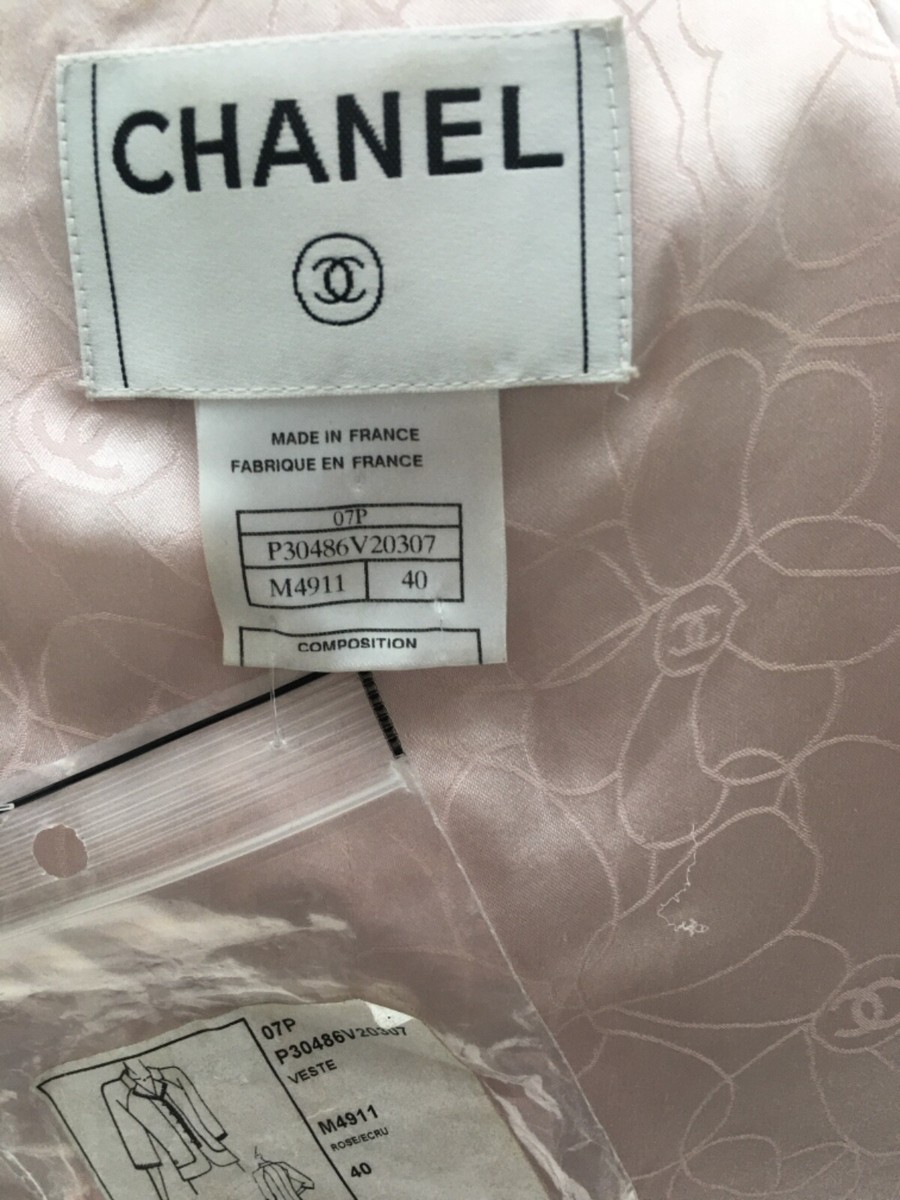 CHANEL
MADE IN FRANCE
FABRIQUE EN FRANCE
07P
P30486V20307
M4911 40
COMPOSITION
07P
P30486V20307
VESTE
M4911
ROSE/ECRU
40